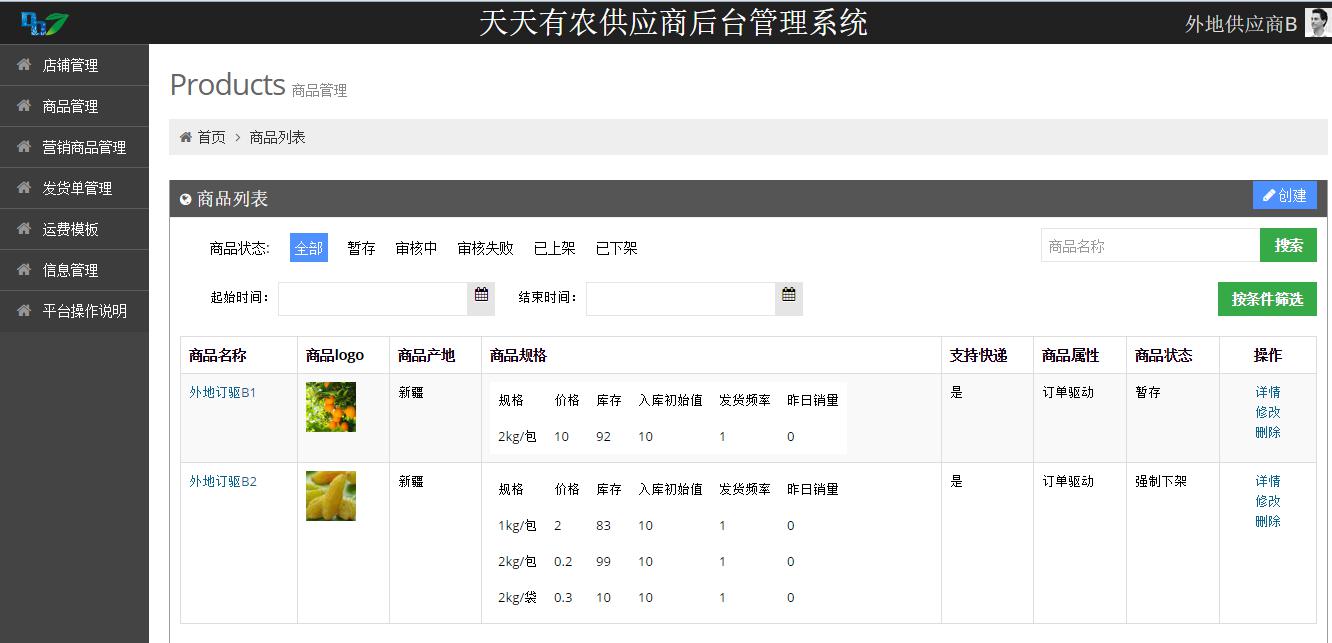 天天有农供应商后台管理系统
外地供应商B
店铺管理
商品管理
营销商品管理
发货单管理
运费模板
信息管理
平台操作说明
Products 商品管理
首页 > 商品列表
商品列表 创建
商品状态: 全部 暂存 审核中 审核失败 已上架 已下架 商品名称 搜索
起始时间: 结束时间: 按条件筛选
商品名称 商品logo 商品产地 商品规格 支持快递 商品属性 商品状态 操作
外地订驱B1 新疆 规格 价格 库存 入库初始值 发货频率 昨日销量 是 订单驱动 暂存 详情
修改
2kg/包 10 92 10 1 0 删除
外地订驱B2 新疆 规格 价格 库存 入库初始值 发货频率 昨日销量 是 订单驱动 强制下架 详情
修改
1kg/包 2 83 10 1 0 删除
2kg/包 0.2 99 10 1 0
2kg/袋 0.3 10 10 1 0